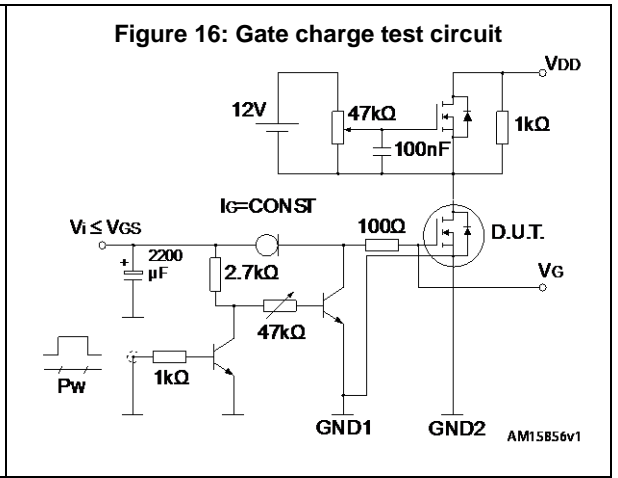 Figure 16: Gate charge test circuit
VDD
12V
47kΩ
1kΩ
100nF
IG=CONST
Vi ≤ VGS
100Ω
D.U.T.
+ 2200
µF
2.7kΩ
VG
47kΩ
Pw
1kΩ
GND1
GND2
AM15856v1